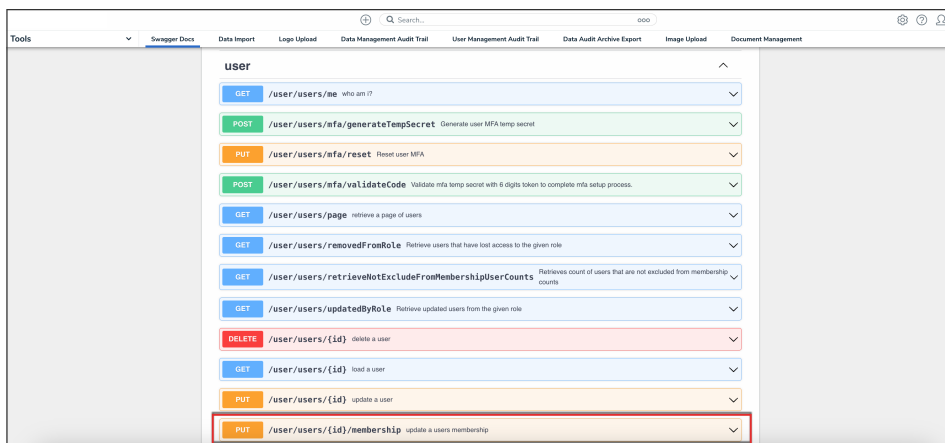 Search...
Tools
Swagger Docs Data Import Logo Upload Data Management Audit Trail User Management Audit Trail Data Audit Archive Export Image Upload Document Management
user
GET /user/users/me who am i?
POST /user/users/mfa/generateTempSecret Generate user MFA temp secret
PUT /user/users/mfa/reset Reset user MFA
POST /user/users/mfa/validateCode Validate mfa temp secret with 6 digits token to complete mfa setup process.
GET /user/users/page retrieve a page of users
GET /user/users/removedFromRole Retrieve users that have lost access to the given role
GET /user/users/retrieveNotExcludeFromMembershipUserCounts Retrieves count of users that are not excluded from membership
counts
GET /user/users/updatedByRole Retrieve updated users from the given role
DELETE /user/users/{id} delete a user
GET /user/users/{id} load a user
PUT /user/users/{id} update a user
PUT /user/users/{id}/membership update a users membership